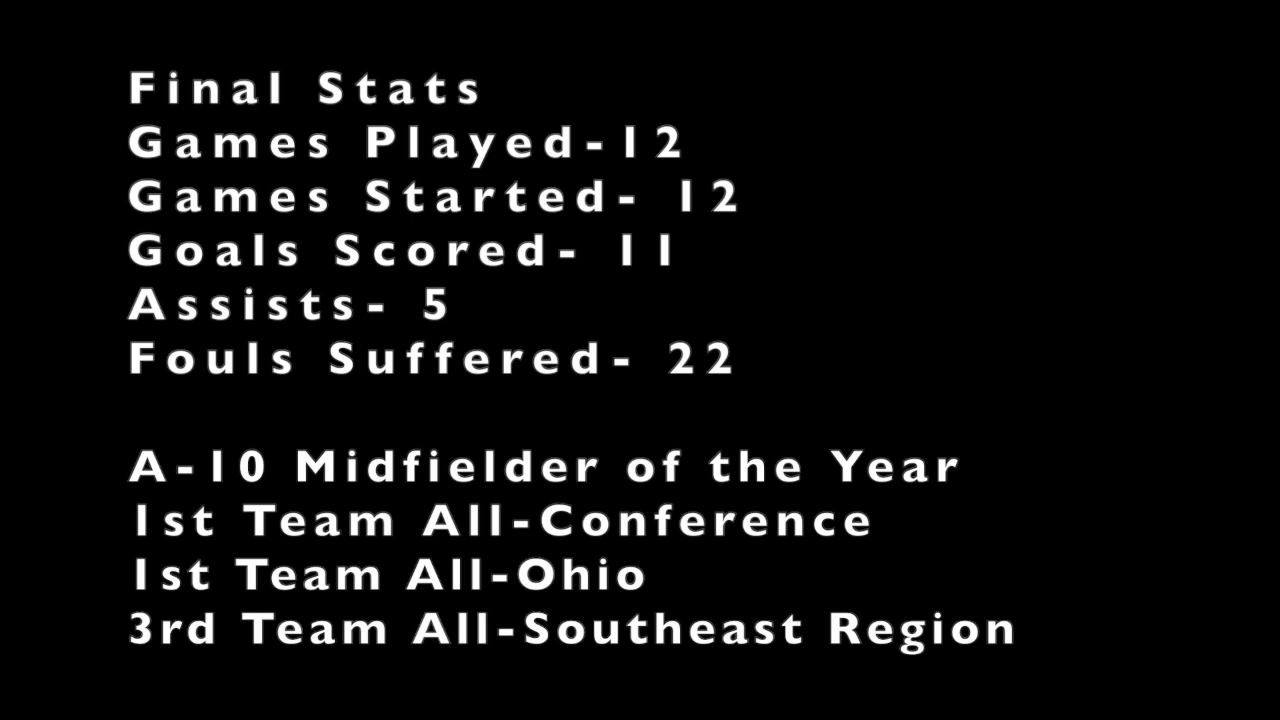 Final Stats
Games Played-12
Games Started- 12
Goals Scored- 11
Assists- 5
Fouls Suffered- 22
A-10 Midfielder of the Year
1st Team All-Conference
1st Team All-Ohio
3rd Team All-Southeast Region